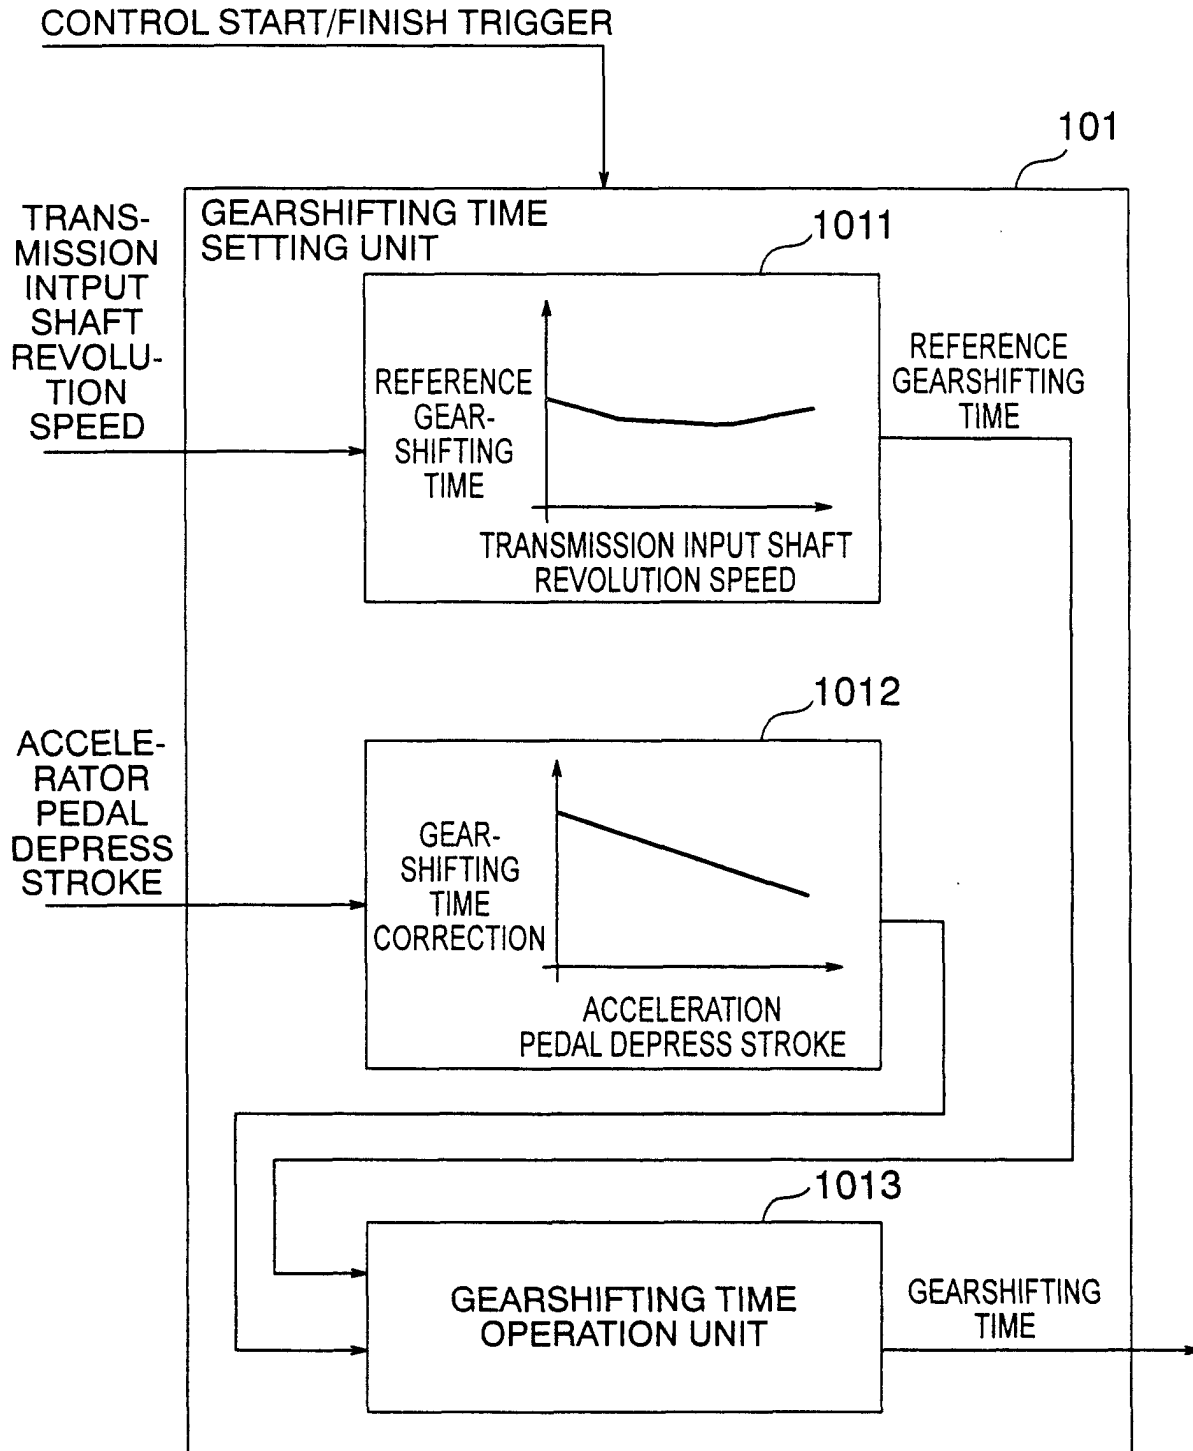 CONTROL START/FINISH TRIGGER
101
TRANS-
MISSION
INTPUT
SHAFT
REVOLU-
TION
SPEED
GEARSHIFTING TIME
SETTING UNIT
1011
REFERENCE
GEAR-
SHIFTING
TIME
TRANSMISSION INPUT SHAFT
REVOLUTION SPEED
REFERENCE
GEARSHIFTING
TIME
1012
ACCELE-
RATOR
PEDAL
DEPRESS
STROKE
GEAR-
SHIFTING
TIME
CORRECTION
ACCELERATION
PEDAL DEPRESS STROKE
1013
GEARSHIFTING TIME
OPERATION UNIT
GEARSHIFTING
TIME